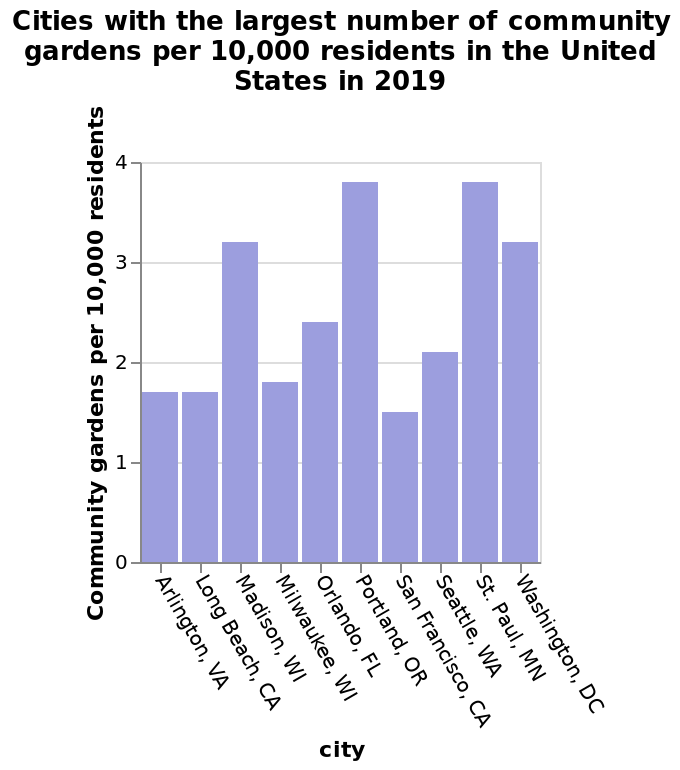 Cities with the largest number of community
gardens per 10,000 residents in the United
States in 2019
Community gardens per 10,000 residents
4
3
2
1
0
Arlington, VA
Long Beach, CA
Madison, WI
Milwaukee, WI
Orlando, FL
Portland, OR
San Francisco, CA
Seattle, WA
St. Paul, MN
Washington, DC
city